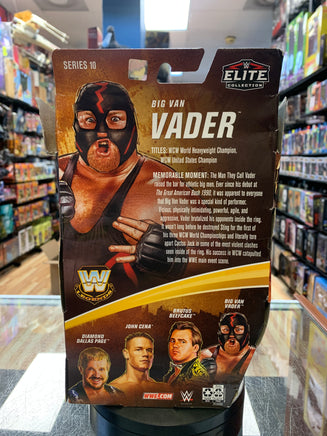 SERIES 10
ELITE
COLLECTION
BIG VAN
VADER
TITLES: WCW World Heavyweight Champion,
WCW United States Champion
MEMORABLE MOMENT: The Man They Call Vader
raised the bar for athletic big men. Ever since his debut at
The Great American Bash 1990, it was apparent to everyone
that Big Van Vader was a special kind of performer.
Vicious, physically intimidating, powerful, agile, and
aggressive, Vader brutalized his opponents inside the ring.
It wasn't long before he destroyed Sting for the first of
his three WCW World Championships and literally tore
apart Cactus Jack in some of the most violent clashes
seen inside of the ring. His success in WCW catapulted
him into the WWE main event scene.
LEGENDS
DIAMOND
DALLAS PAGE
JOHN CENA
BRUTUS
BEEFCAKE
BIG VAN
VADER
WWE.COM